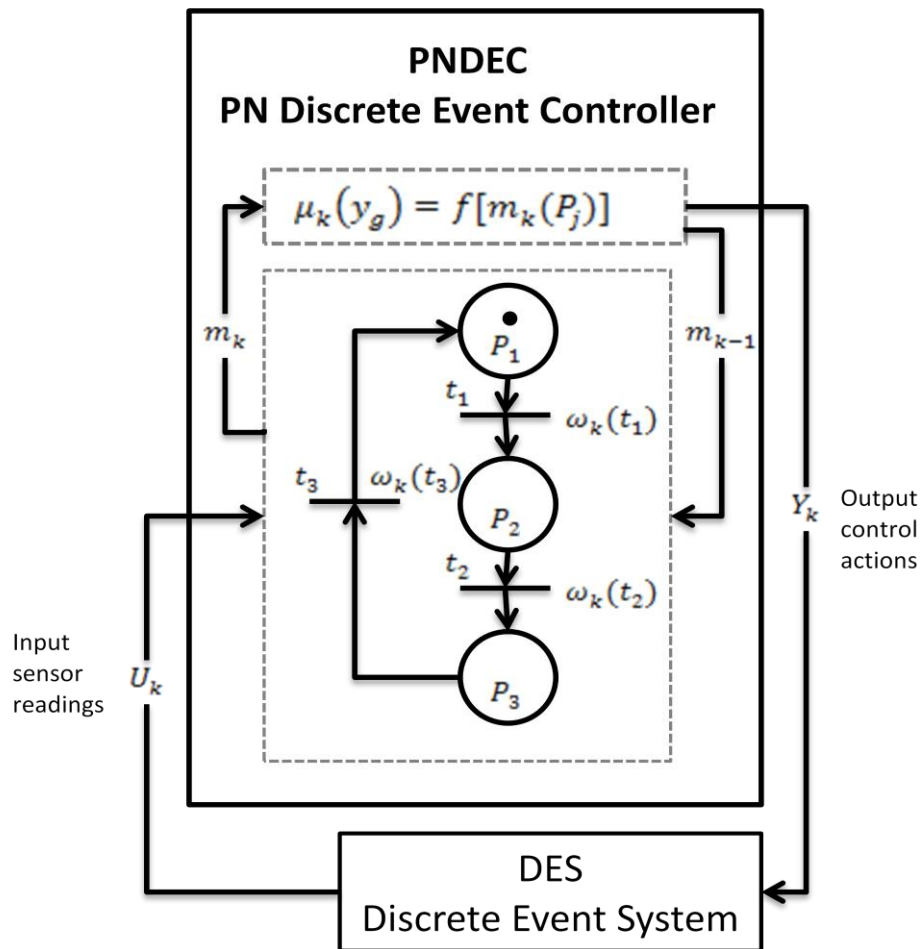 PNDEC
PN Discrete Event Controller
μₖ(y_g) = f[mₖ(Pⱼ)]
mₖ
mₖ₋₁
P₁
t₁
ωₖ(t₁)
t₃
ωₖ(t₃)
P₂
Yₖ
Output
control
actions
t₂
ωₖ(t₂)
Input
sensor
readings
Uₖ
P₃
DES
Discrete Event System